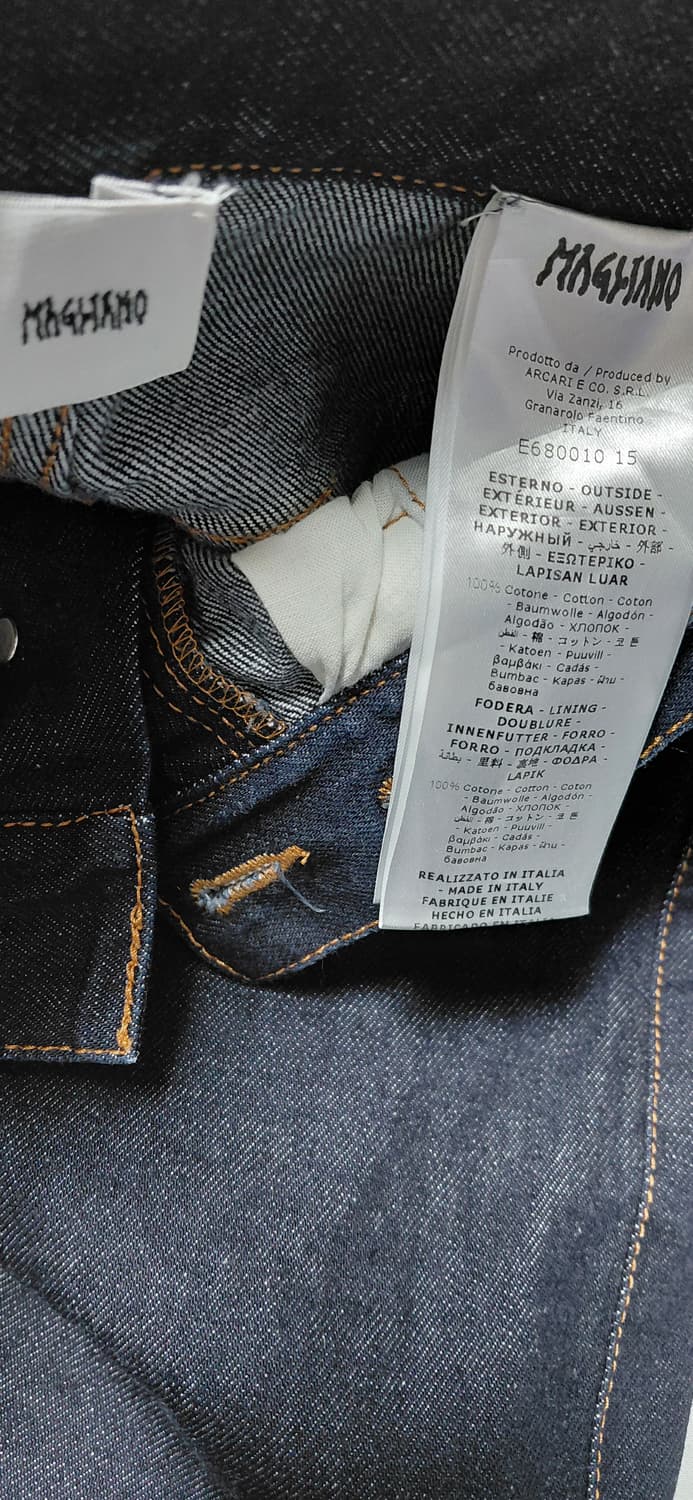 MAGLIANO
MAGLIANO
Prodotto da / Produced by
ARCARI E CO. S.R.L.
Via Zanzi, 16
Granarolo Faentino
ITALY
E680010 15
ESTERNO - OUTSIDE -
EXTÉRIEUR - AUSSEN -
EXTERIOR - EXTERIOR -
НАРУЖНЫЙ - خارجي - 外部 -
外側 - ΕΞΩΤΕΡΙΚΟ -
LAPISAN LUAR
100% Cotone - Cotton - Coton
- Baumwolle - Algodón -
Algodão - ХЛОПОК -
القطن - 棉 - コットン - 코튼
- Katoen - Puuvill -
βαμβάκι - Cadás -
Bumbac - Kapas - ฝ้าย -
бавовна
FODERA - LINING -
DOUBLURE -
INNENFUTTER - FORRO -
FORRO - ПОДКЛАДКА -
بطانة - 里料 - 裏地 - ΦΟΔΡΑ -
LAPIK
100% Cotone - Cotton - Coton
- Baumwolle - Algodón -
Algodão - ХЛОПОК -
القطن - 棉 - コットン - 코튼
- Katoen - Puuvill -
βαμβάκι - Cadás -
Bumbac - Kapas - ฝ้าย -
бавовна
REALIZZATO IN ITALIA
- MADE IN ITALY
FABRIQUE EN ITALIE
HECHO EN ITALIA
FABRICADO EN ITALIA